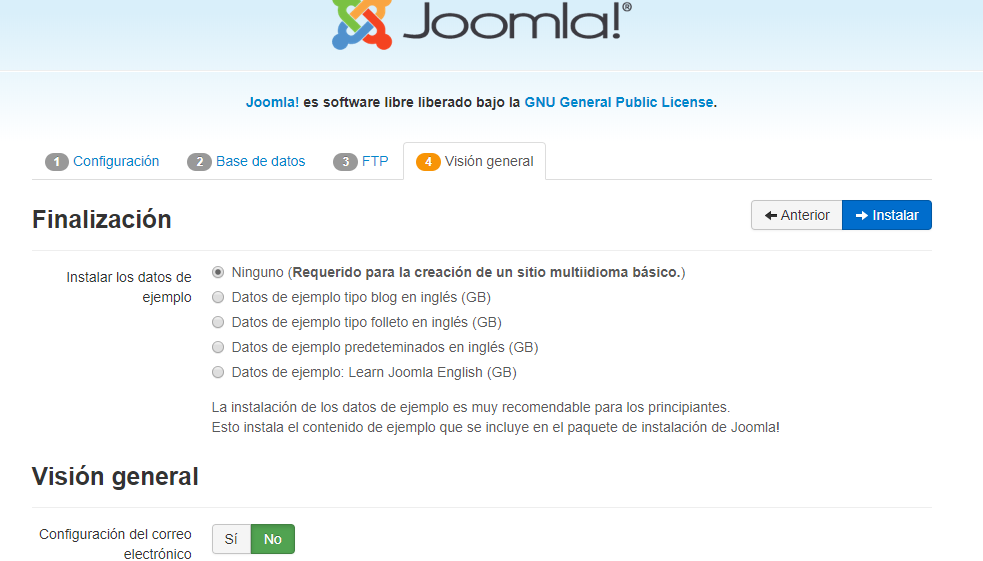 Joomla!®
Joomla! es software libre liberado bajo la GNU General Public License.
1 Configuración 2 Base de datos 3 FTP 4 Visión general
Finalización
Anterior Instalar
Instalar los datos de
ejemplo
Ninguno (Requerido para la creación de un sitio multiidioma básico.)
Datos de ejemplo tipo blog en inglés (GB)
Datos de ejemplo tipo folleto en inglés (GB)
Datos de ejemplo predeteminados en inglés (GB)
Datos de ejemplo: Learn Joomla English (GB)
La instalación de los datos de ejemplo es muy recomendable para los principiantes.
Esto instala el contenido de ejemplo que se incluye en el paquete de instalación de Joomla!
Visión general
Configuración del correo
electrónico
Sí No